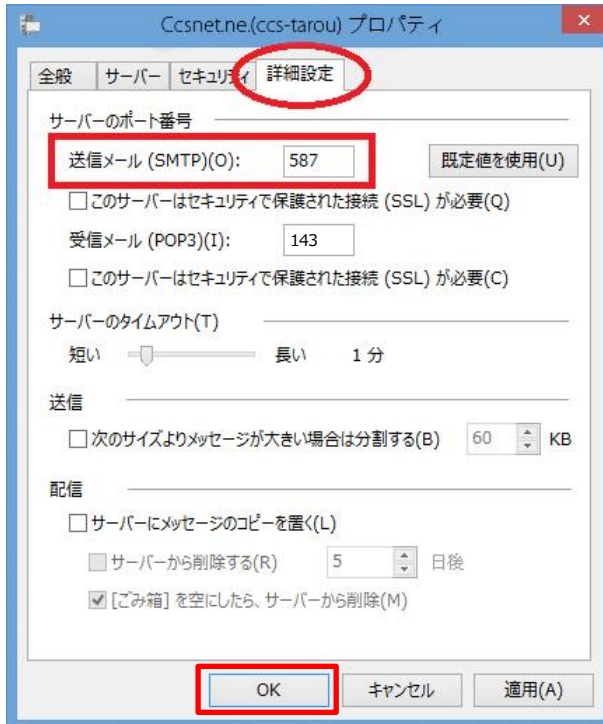 Ccsnet.ne.(ccs-tarou) プロパティ
全般 サーバー セキュリティ 詳細設定
サーバーのポート番号
送信メール (SMTP)(O): 587 既定値を使用(U)
このサーバーはセキュリティで保護された接続 (SSL) が必要(Q)
受信メール (POP3)(I): 143
このサーバーはセキュリティで保護された接続 (SSL) が必要(C)
サーバーのタイムアウト(T)
短い 長い 1 分
送信
次のサイズよりメッセージが大きい場合は分割する(B) 60 KB
配信
サーバーにメッセージのコピーを置く(L)
サーバーから削除する(R) 5 日後
[ごみ箱] を空にしたら、サーバーから削除(M)
OK キャンセル 適用(A)